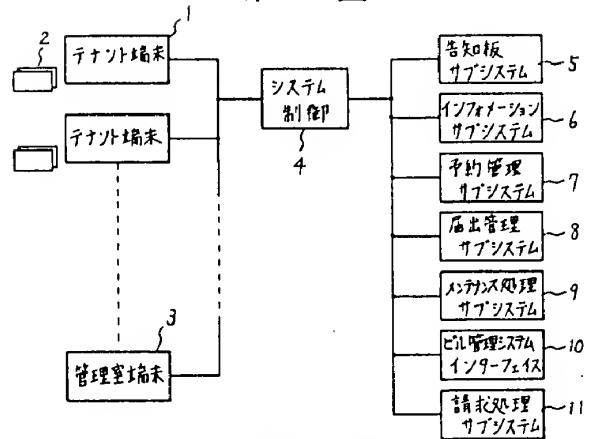 1
2
テナント端末
テナント端末
3
管理室端末
システム
制御
4
告知板
サブシステム
5
インフォメーション
サブシステム
6
予約管理
サブシステム
7
届出管理
サブシステム
8
メンテナンス処理
サブシステム
9
ビル管理システム
インターフェイス
10
請求処理
サブシステム
11